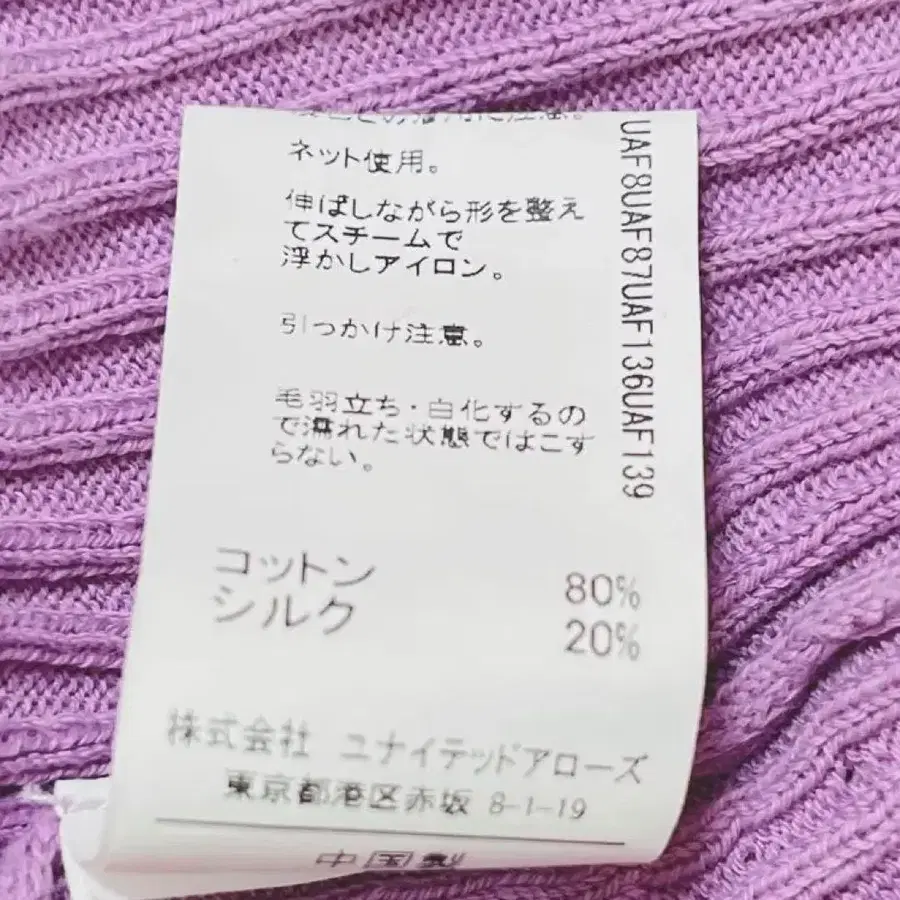 ネット使用。
伸ばしながら形を整え
てスチームで
浮かしアイロン。
引っかけ注意。
毛羽立ち・白化するの
で濡れた状態ではこす
らない。
コットン 80%
シルク 20%
株式会社 ユナイテッドアローズ
東京都港区赤坂 8-1-19
中国製
UAF8UAF87UAF136UAF139